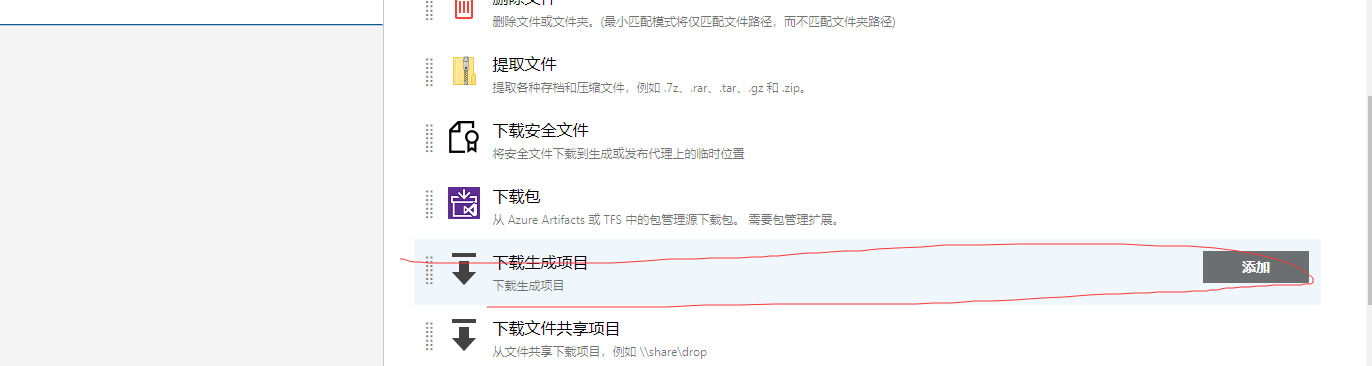 删除文件
删除文件或文件夹。(最小匹配模式将仅匹配文件路径，而不匹配文件夹路径)
提取文件
提取各种存档和压缩文件，例如 .7z、.rar、.tar、.gz 和 .zip。
下载安全文件
将安全文件下载到生成或发布代理上的临时位置
下载包
从 Azure Artifacts 或 TFS 中的包管理源下载包。 需要包管理扩展。
下载生成项目
添加
下载生成项目
下载文件共享项目
从文件共享下载项目，例如 \\share\drop